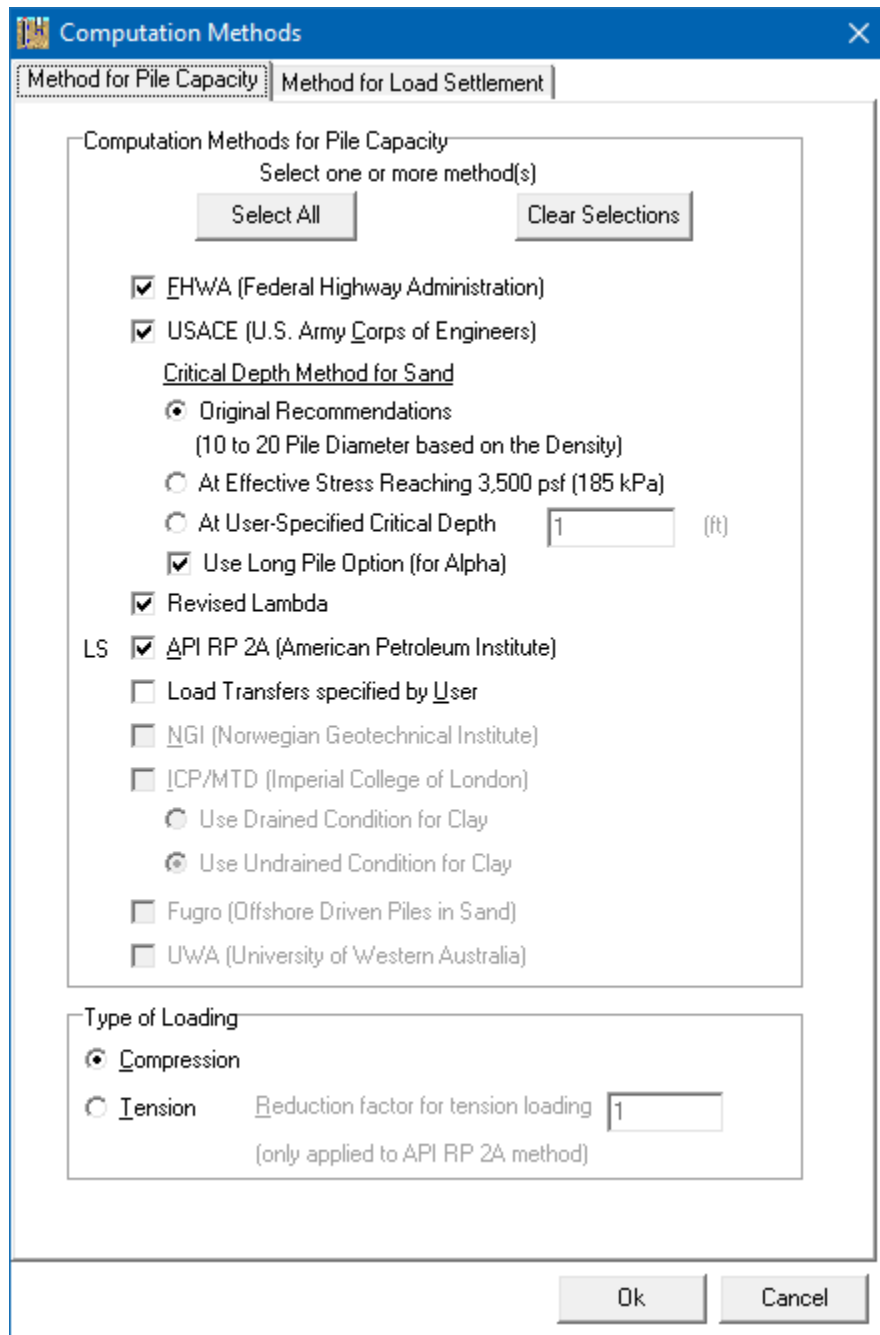 Computation Methods
Method for Pile Capacity
Method for Load Settlement
Computation Methods for Pile Capacity
Select one or more method(s)
Select All
Clear Selections
FHWA (Federal Highway Administration)
USACE (U.S. Army Corps of Engineers)
Critical Depth Method for Sand
Original Recommendations
(10 to 20 Pile Diameter based on the Density)
At Effective Stress Reaching 3,500 psf (185 kPa)
At User-Specified Critical Depth 1 (ft)
Use Long Pile Option (for Alpha)
Revised Lambda
LS API RP 2A (American Petroleum Institute)
Load Transfers specified by User
NGI (Norwegian Geotechnical Institute)
ICP/MTD (Imperial College of London)
Use Drained Condition for Clay
Use Undrained Condition for Clay
Fugro (Offshore Driven Piles in Sand)
UWA (University of Western Australia)
Type of Loading
Compression
Tension Reduction factor for tension loading 1
(only applied to API RP 2A method)
Ok
Cancel